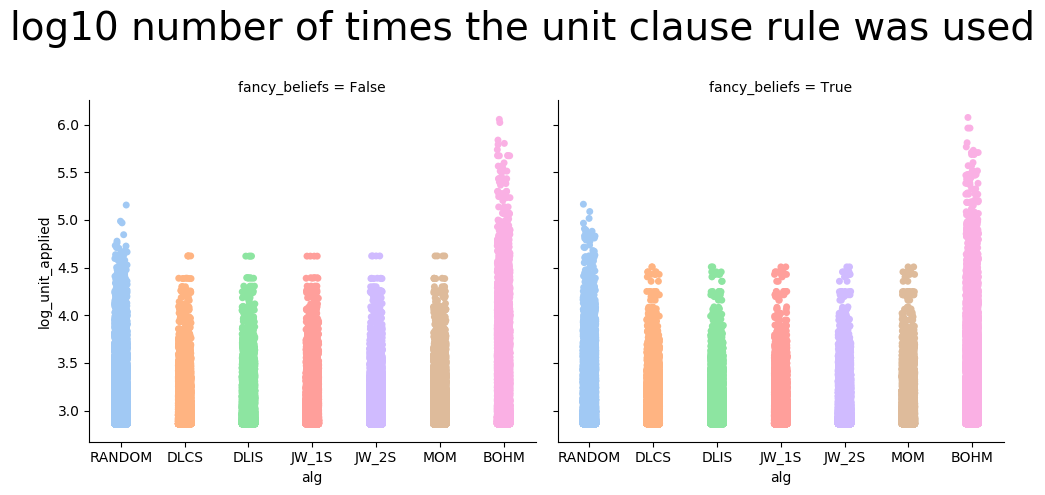 log10 number of times the unit clause rule was used
fancy_beliefs = False
fancy_beliefs = True
log_unit_applied
6.0
5.5
5.0
4.5
4.0
3.5
3.0
RANDOM DLCS DLIS JW_1S JW_2S MOM BOHM
alg
RANDOM DLCS DLIS JW_1S JW_2S MOM BOHM
alg